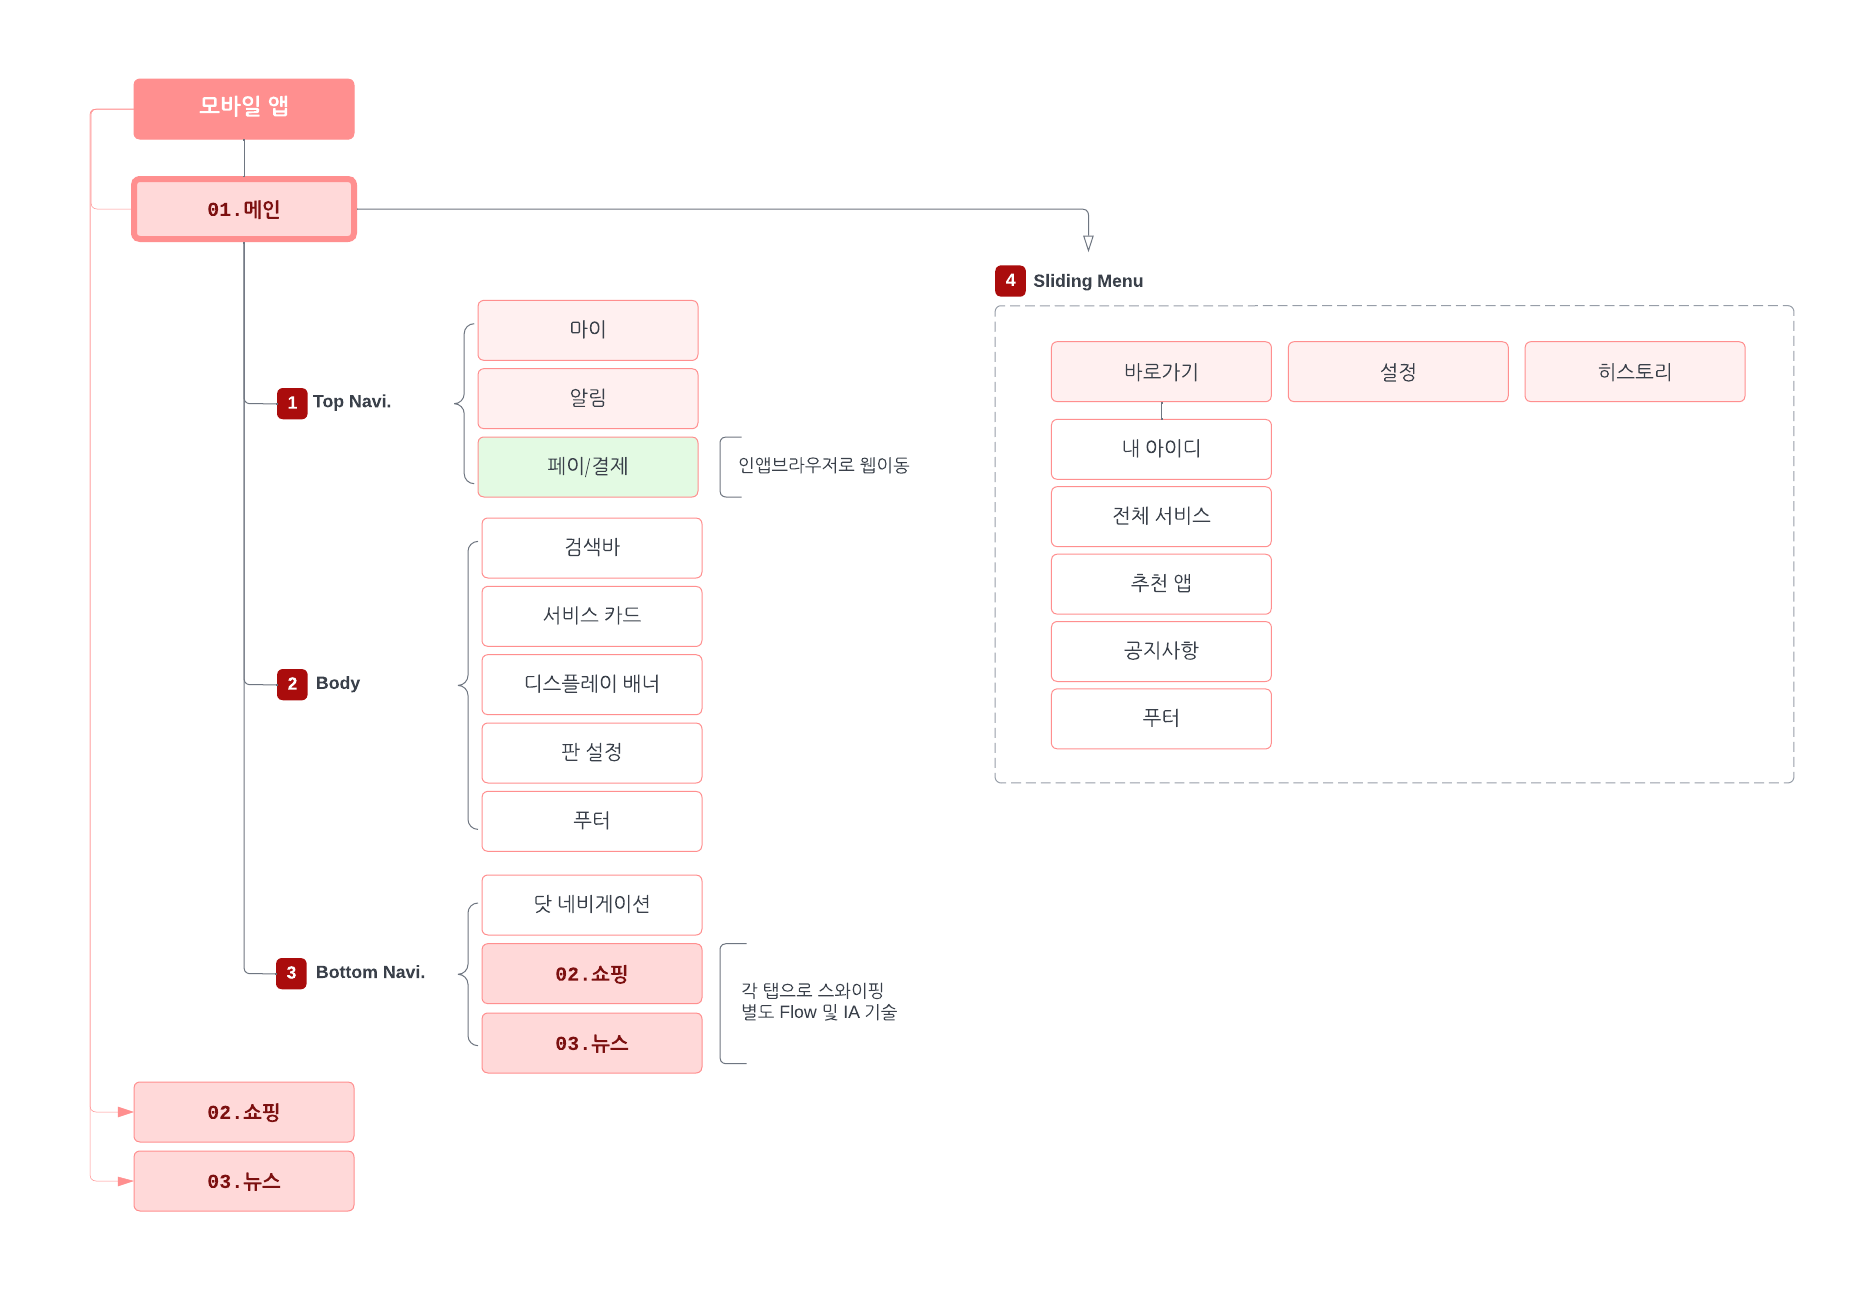 모바일 앱
01.메인
4 Sliding Menu
바로가기
설정
히스토리
내 아이디
전체 서비스
추천 앱
공지사항
푸터
1 Top Navi.
마이
알림
페이/결제
인앱브라우저로 웹이동
2 Body
검색바
서비스 카드
디스플레이 배너
판 설정
푸터
3 Bottom Navi.
닷 네비게이션
02.쇼핑
03.뉴스
각 탭으로 스와이핑
별도 Flow 및 IA 기술
02.쇼핑
03.뉴스